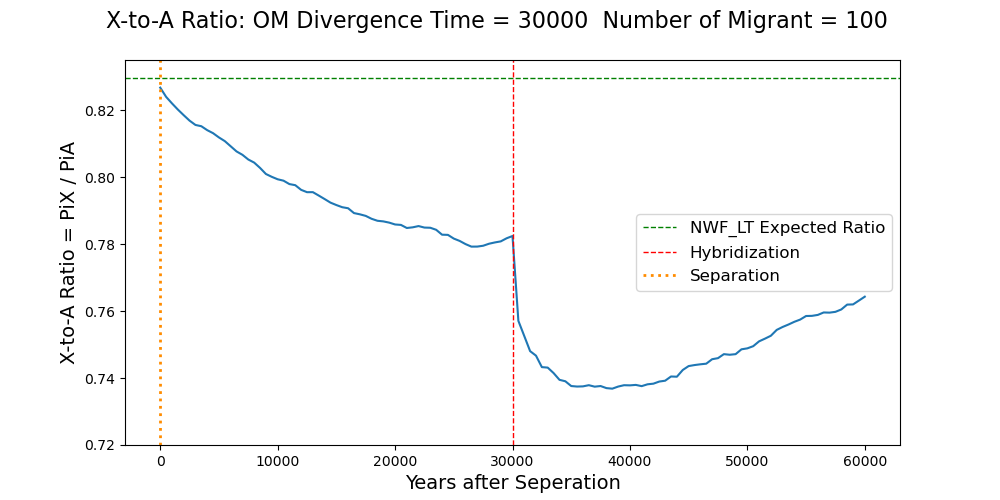 X-to-A Ratio: OM Divergence Time = 30000  Number of Migrant = 100
X-to-A Ratio = PiX / PiA
0.82
0.80
0.78
0.76
0.74
0.72
NWF_LT Expected Ratio
Hybridization
Separation
0 10000 20000 30000 40000 50000 60000
Years after Seperation